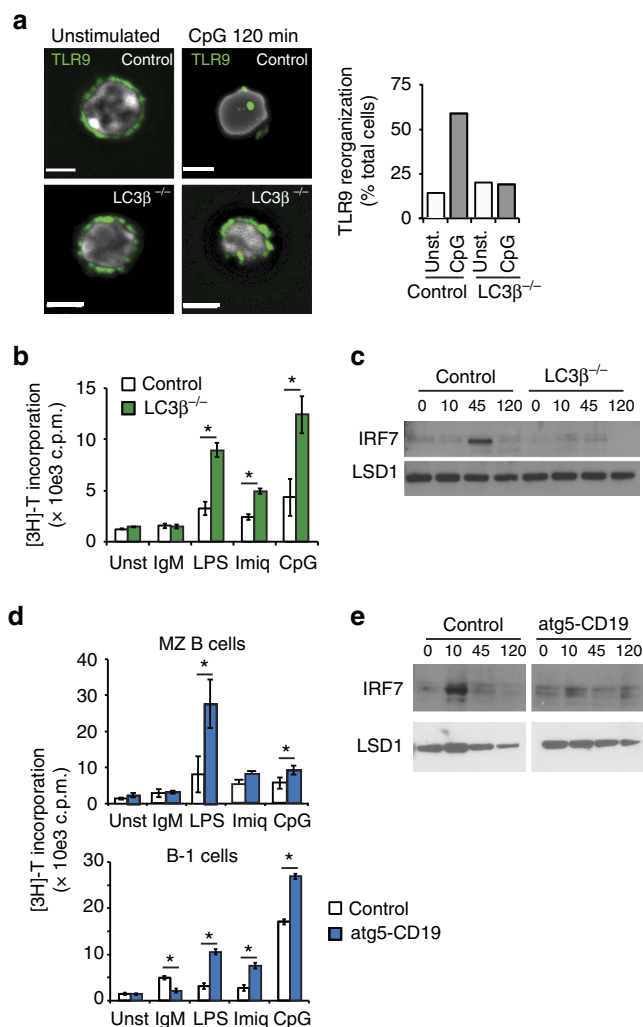 a
Unstimulated
CpG 120 min
TLR9 Control
TLR9 Control
LC3β−/−
LC3β−/−
TLR9 reorganization
(% total cells)
75
50
25
0
Unst. CpG Unst. CpG
Control LC3β−/−
b
Control
LC3β−/−
[3H]-T incorporation
(× 10e3 c.p.m.)
15
10
5
0
* * *
Unst IgM LPS Imiq CpG
c
Control LC3β−/−
0 10 45 120 0 10 45 120
IRF7
LSD1
d
MZ B cells
[3H]-T incorporation
(× 10e3 c.p.m.)
40
30
20
10
0
* *
Unst IgM LPS Imiq CpG
B-1 cells
30
20
10
0
* * * *
Unst IgM LPS Imiq CpG
Control
atg5-CD19
e
Control atg5-CD19
0 10 45 120 0 10 45 120
IRF7
LSD1